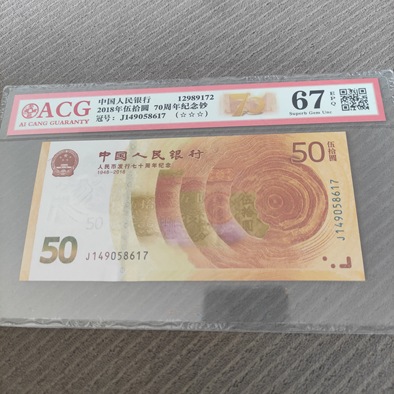 ACG
AI CANG GUARANTY
中国人民银行 12989172
2018年伍拾圆 70周年纪念钞
冠号: J149058617 (☆☆☆)
70
67 EPQ
Superb Gem Unc
中国人民银行
人民币发行七十周年纪念
1948-2018
50 伍拾圆
50
50
J149058617
J149058617